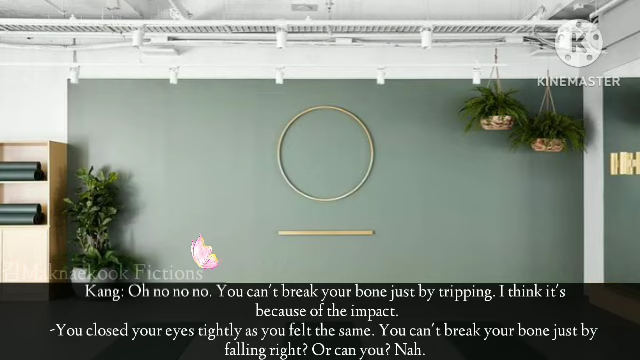 KINEMASTER
Maknaekook Fictions
Kang: Oh no no no. You can't break your bone just by tripping. I think it's
because of the impact.
-You closed your eyes tightly as you felt the same. You can't break your bone just by
falling right? Or can you? Nah.